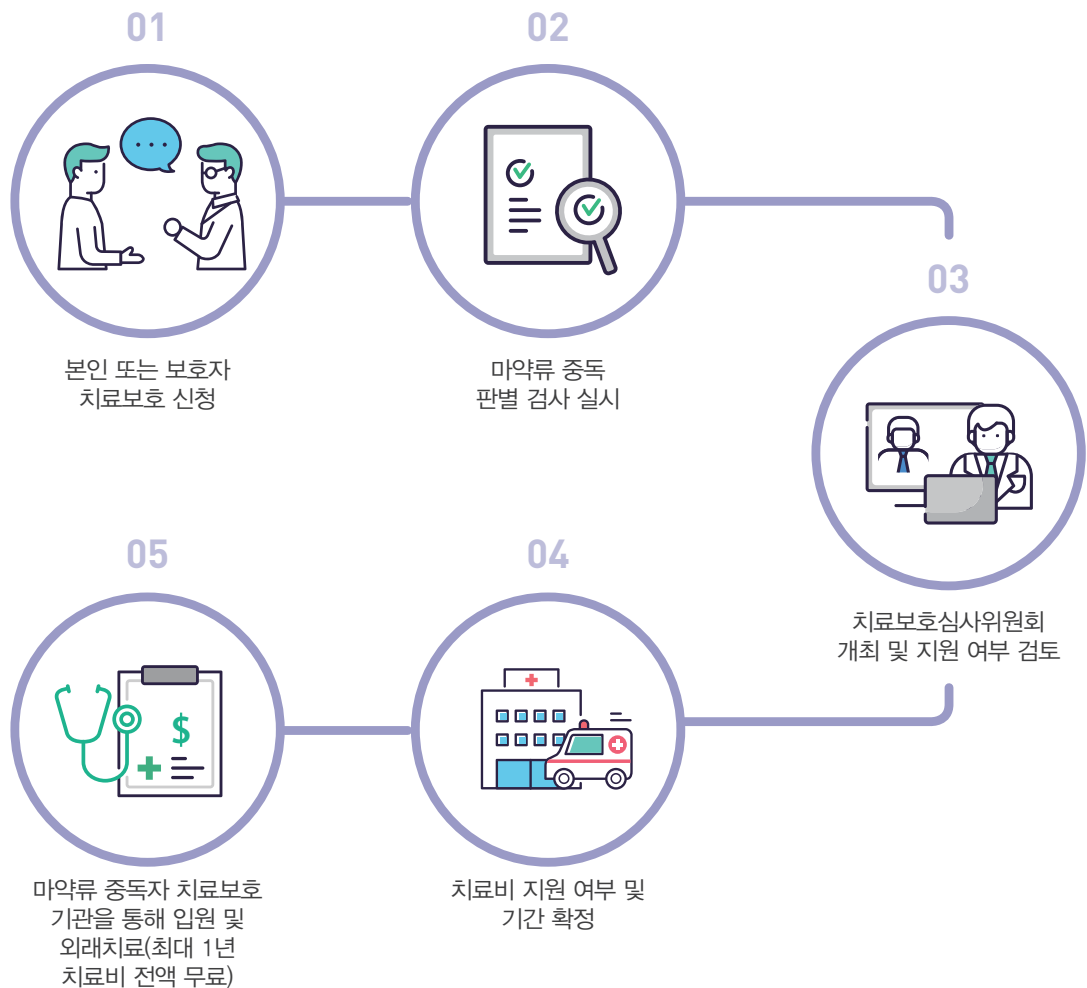 01
본인 또는 보호자
치료보호 신청
02
마약류 중독
판별 검사 실시
03
치료보호심사위원회
개최 및 지원 여부 검토
04
치료비 지원 여부 및
기간 확정
05
$
마약류 중독자 치료보호
기관을 통해 입원 및
외래치료(최대 1년
치료비 전액 무료)